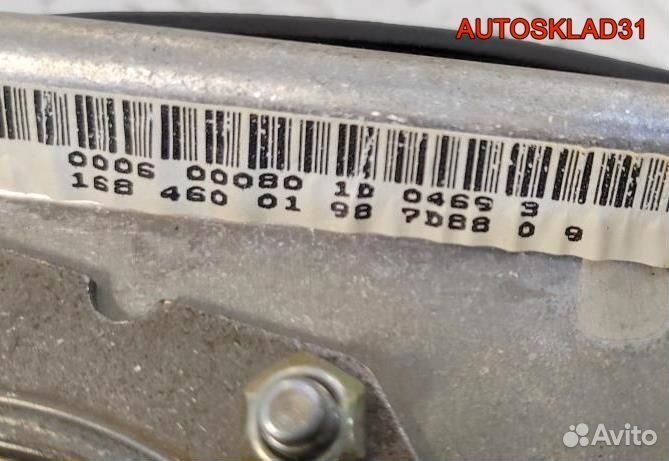 AUTOSKLAD31
0006 00080 1D 0469 3
168 460 01 98 7D88 0 9
Avito